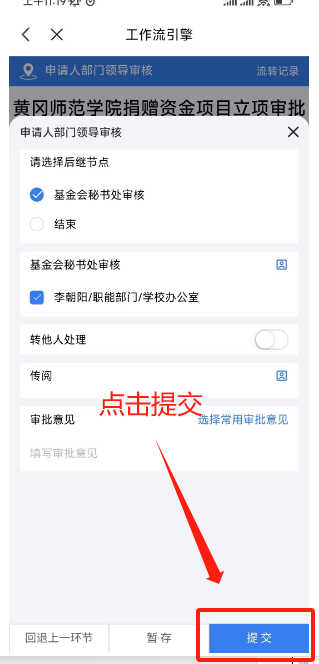 上午11:19
工作流引擎
申请人部门领导审核 流转记录
黄冈师范学院捐赠资金项目立项审批
申请人部门领导审核
请选择后继节点
基金会秘书处审核
结束
基金会秘书处审核
李朝阳/职能部门/学校办公室
转他人处理
传阅
点击提交
审批意见 选择常用审批意见
填写审批意见
回退上一环节 暂存 提交